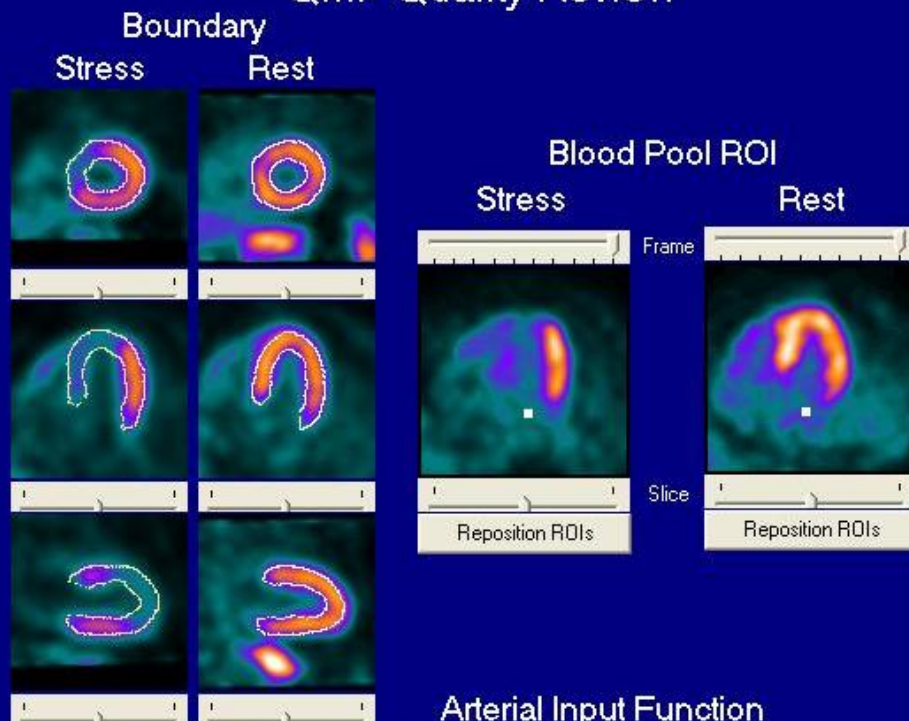 Boundary
Stress Rest
Blood Pool ROI
Stress Rest
Frame
Slice
Reposition ROIs Reposition ROIs
Arterial Input Function